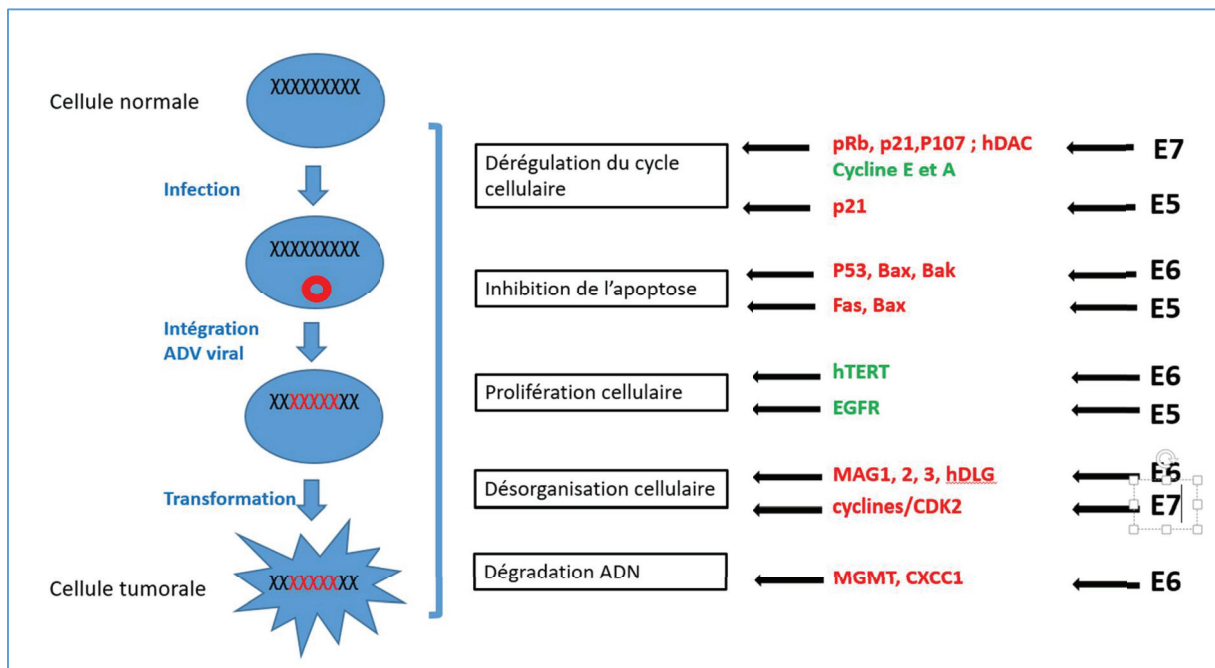 Cellule normale
XXXXXXXXX
Infection
XXXXXXXXX
Intégration
ADV viral
XXXXXXXXX
Transformation
XXXXXXXXX
Cellule tumorale
Dérégulation du cycle
cellulaire
pRb, p21,P107 ; hDAC
Cycline E et A
E7
p21
E5
Inhibition de l'apoptose
P53, Bax, Bak
E6
Fas, Bax
E5
Prolifération cellulaire
hTERT
E6
EGFR
E5
Désorganisation cellulaire
MAG1, 2, 3, hDLG
E6
cyclines/CDK2
E7
Dégradation ADN
MGMT, CXCC1
E6